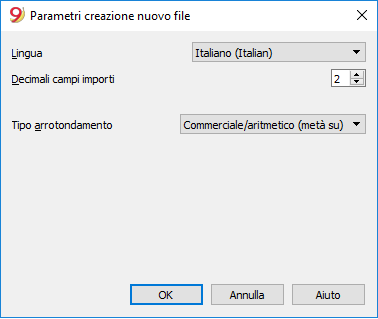 9 Parametri creazione nuovo file
Lingua Italiano (Italian)
Decimali campi importi 2
Tipo arrotondamento Commerciale/aritmetico (metà su)
OK Annulla Aiuto